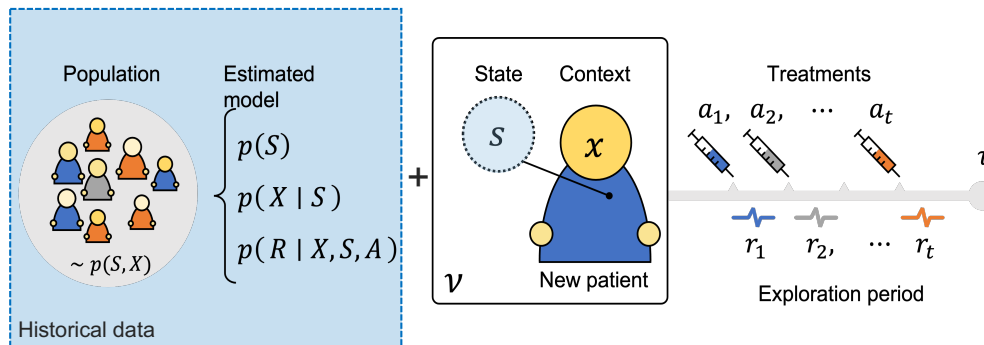 Population
Estimated
model
p(S)
p(X | S)
p(R | X,S,A)
~ p(S,X)
Historical data
+
State
Context
s
x
New patient
ν
Treatments
a₁, a₂, ⋯ aₜ
r₁ r₂, ⋯ rₜ
Exploration period